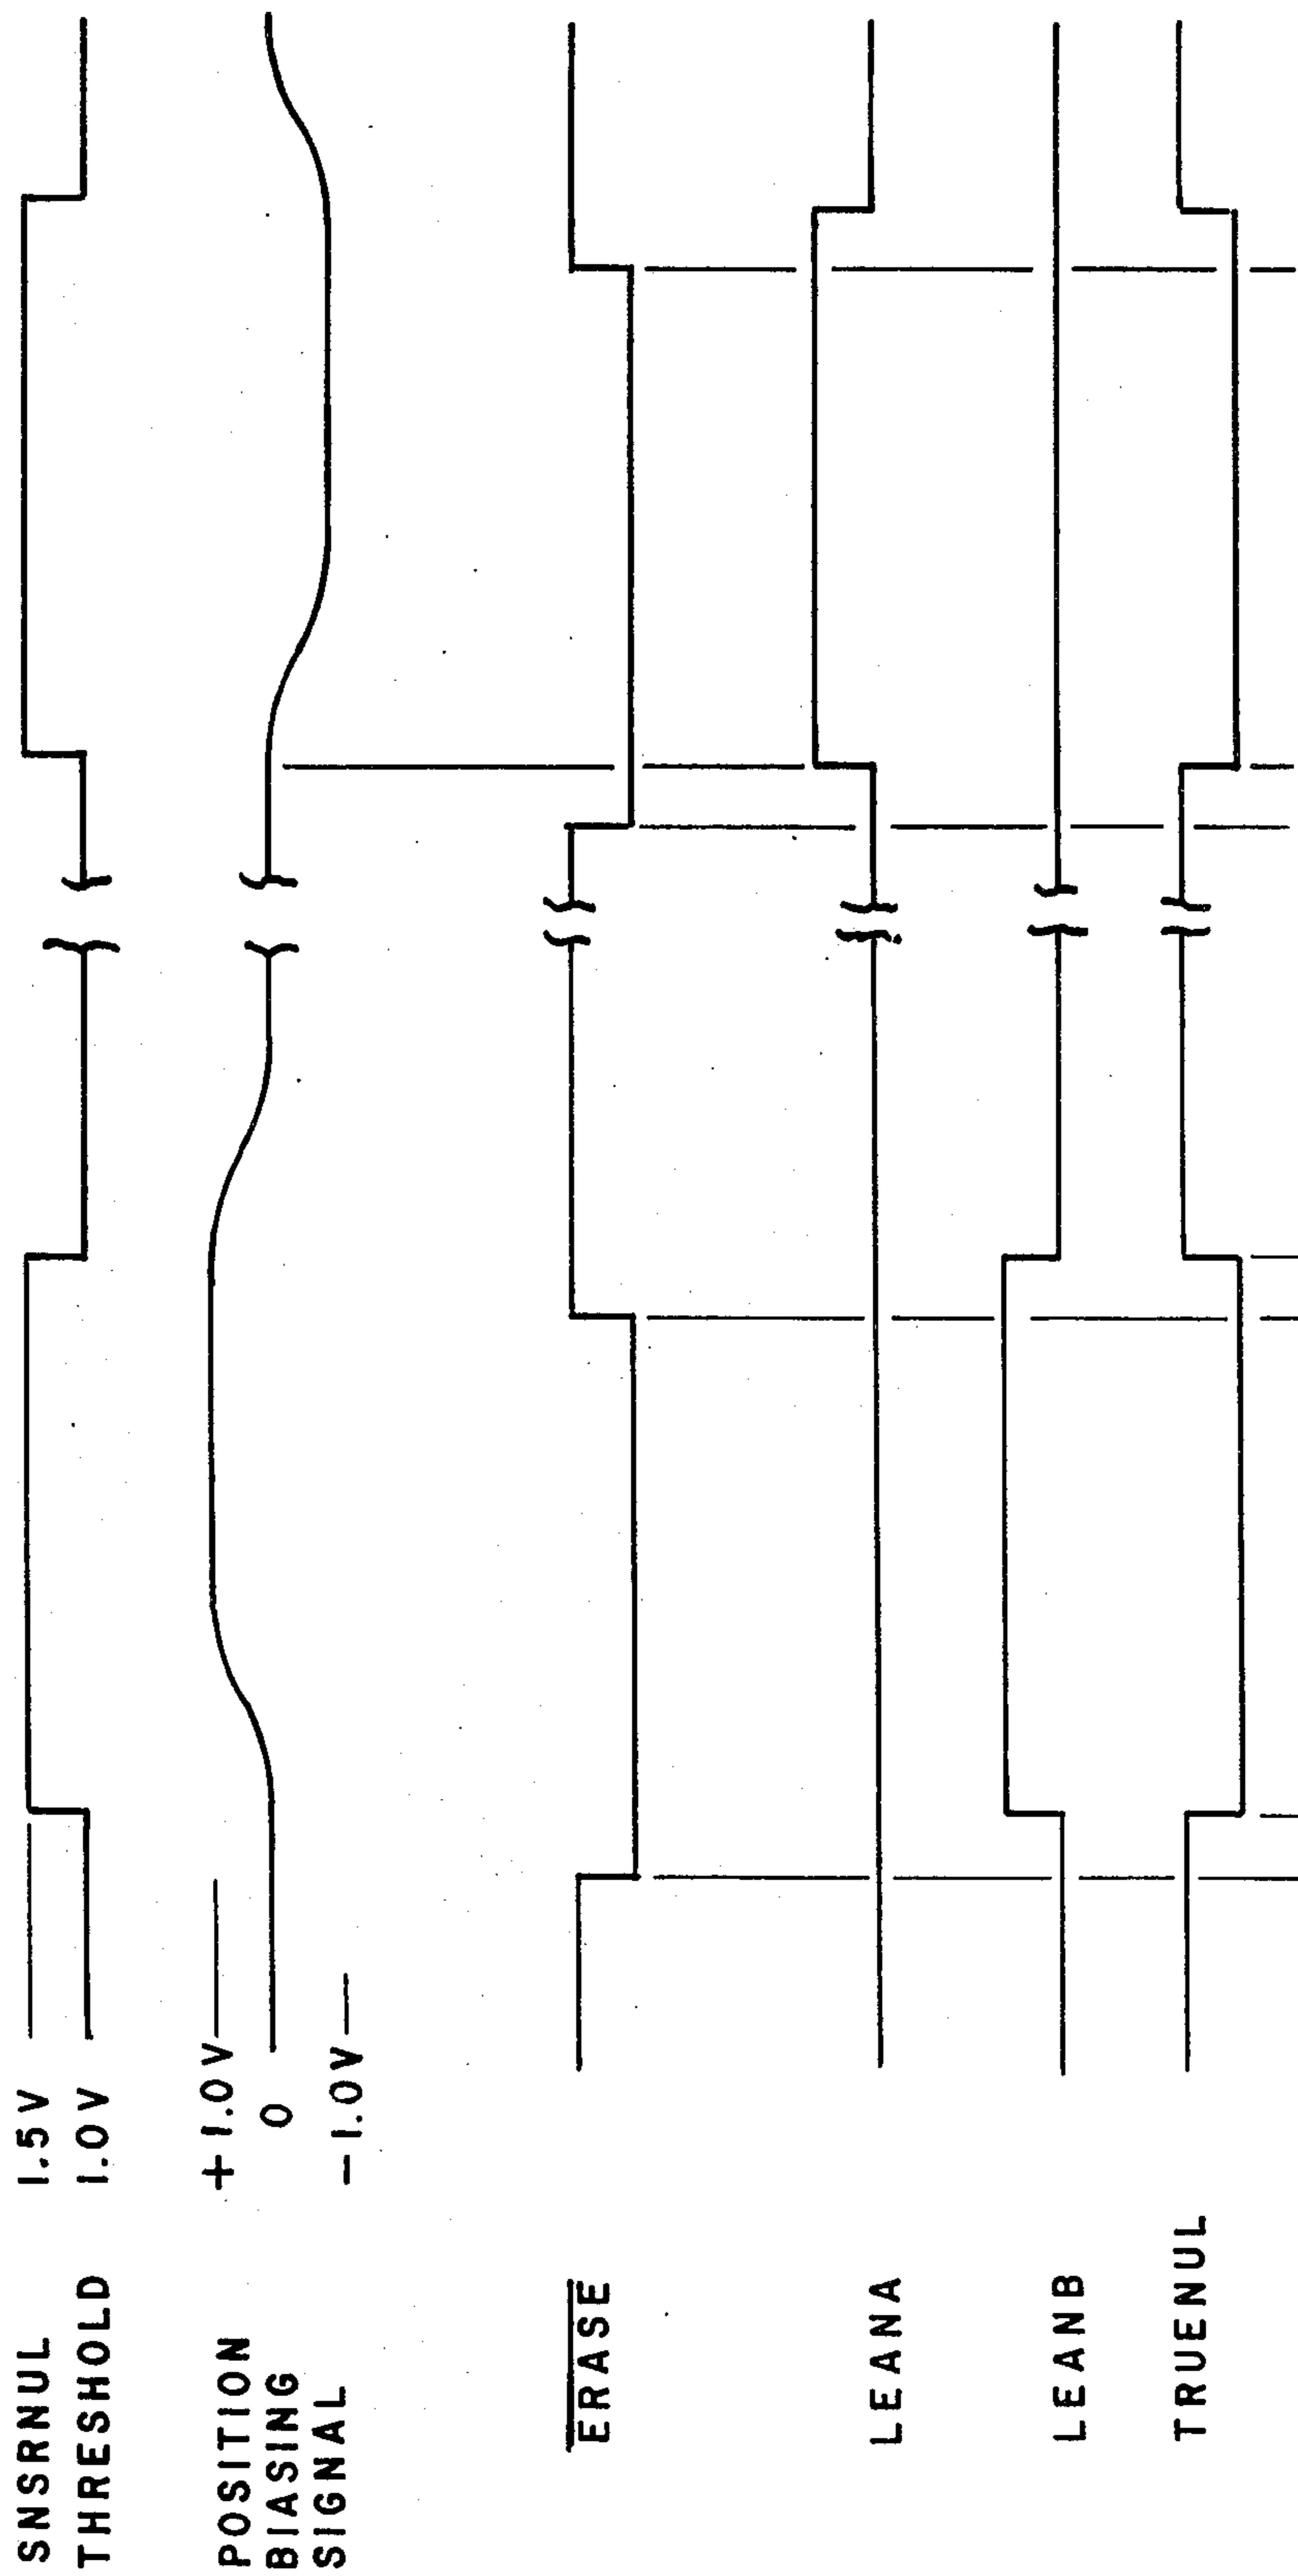 SNSRNUL 1.5V
THRESHOLD 1.0V
POSITION +1.0V
BIASING 0
SIGNAL -1.0V
ERASE
LEANA
LEANB
TRUENUL